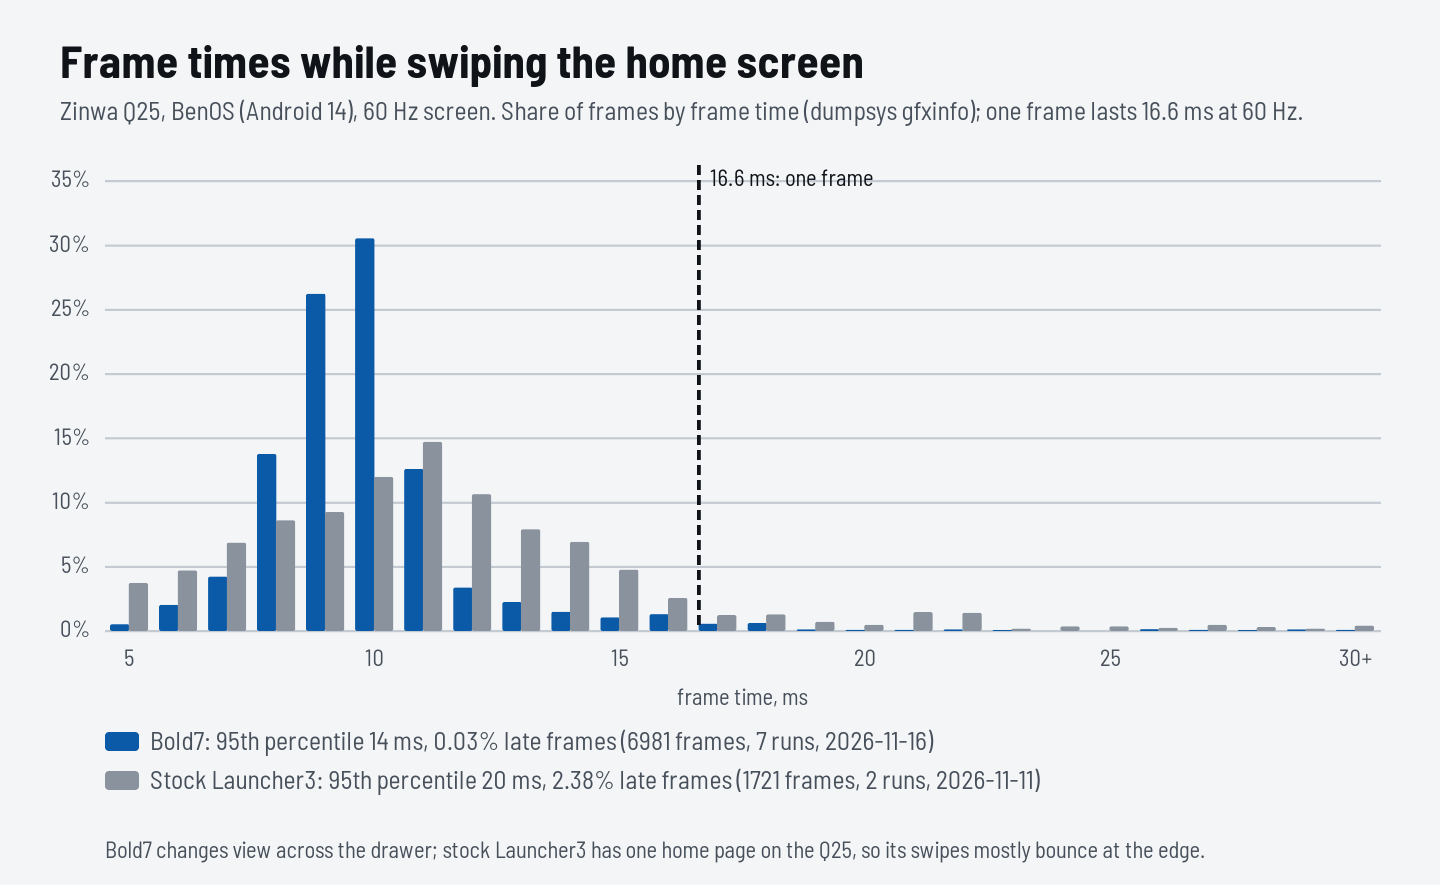 Frame times while swiping the home screen
Zinwa Q25, BenOS (Android 14), 60 Hz screen. Share of frames by frame time (dumpsys gfxinfo); one frame lasts 16.6 ms at 60 Hz.
35%
16.6 ms: one frame
30%
25%
20%
15%
10%
5%
0%
5 10 15 20 25 30+
frame time, ms
Bold7: 95th percentile 14 ms, 0.03% late frames (6981 frames, 7 runs, 2026-11-16)
Stock Launcher3: 95th percentile 20 ms, 2.38% late frames (1721 frames, 2 runs, 2026-11-11)
Bold7 changes view across the drawer; stock Launcher3 has one home page on the Q25, so its swipes mostly bounce at the edge.